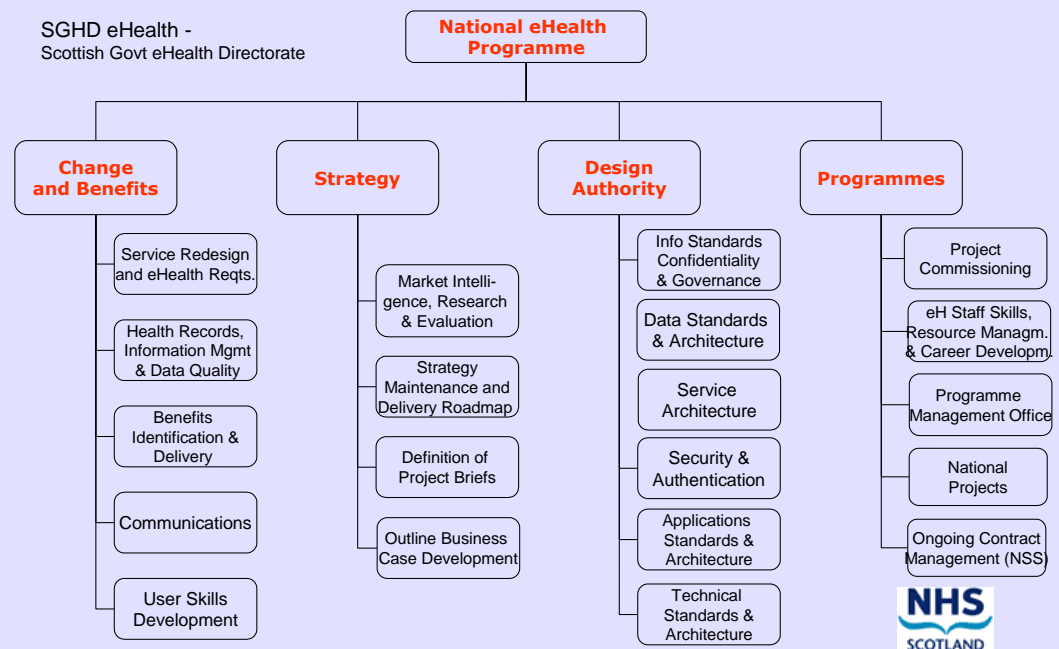 SGHD eHealth -
Scottish Govt eHealth Directorate
National eHealth
Programme
Change
and Benefits
Service Redesign
and eHealth Reqts.
Health Records,
Information Mgmt
& Data Quality
Benefits
Identification &
Delivery
Communications
User Skills
Development
Strategy
Market Intelli-
gence, Research
& Evaluation
Strategy
Maintenance and
Delivery Roadmap
Definition of
Project Briefs
Outline Business
Case Development
Design
Authority
Info Standards
Confidentiality
& Governance
Data Standards
& Architecture
Service
Architecture
Security &
Authentication
Applications
Standards &
Architecture
Technical
Standards &
Architecture
Programmes
Project
Commissioning
eH Staff Skills,
Resource Managm.
& Career Developm.
Programme
Management Office
National
Projects
Ongoing Contract
Management (NSS)
NHS
SCOTLAND